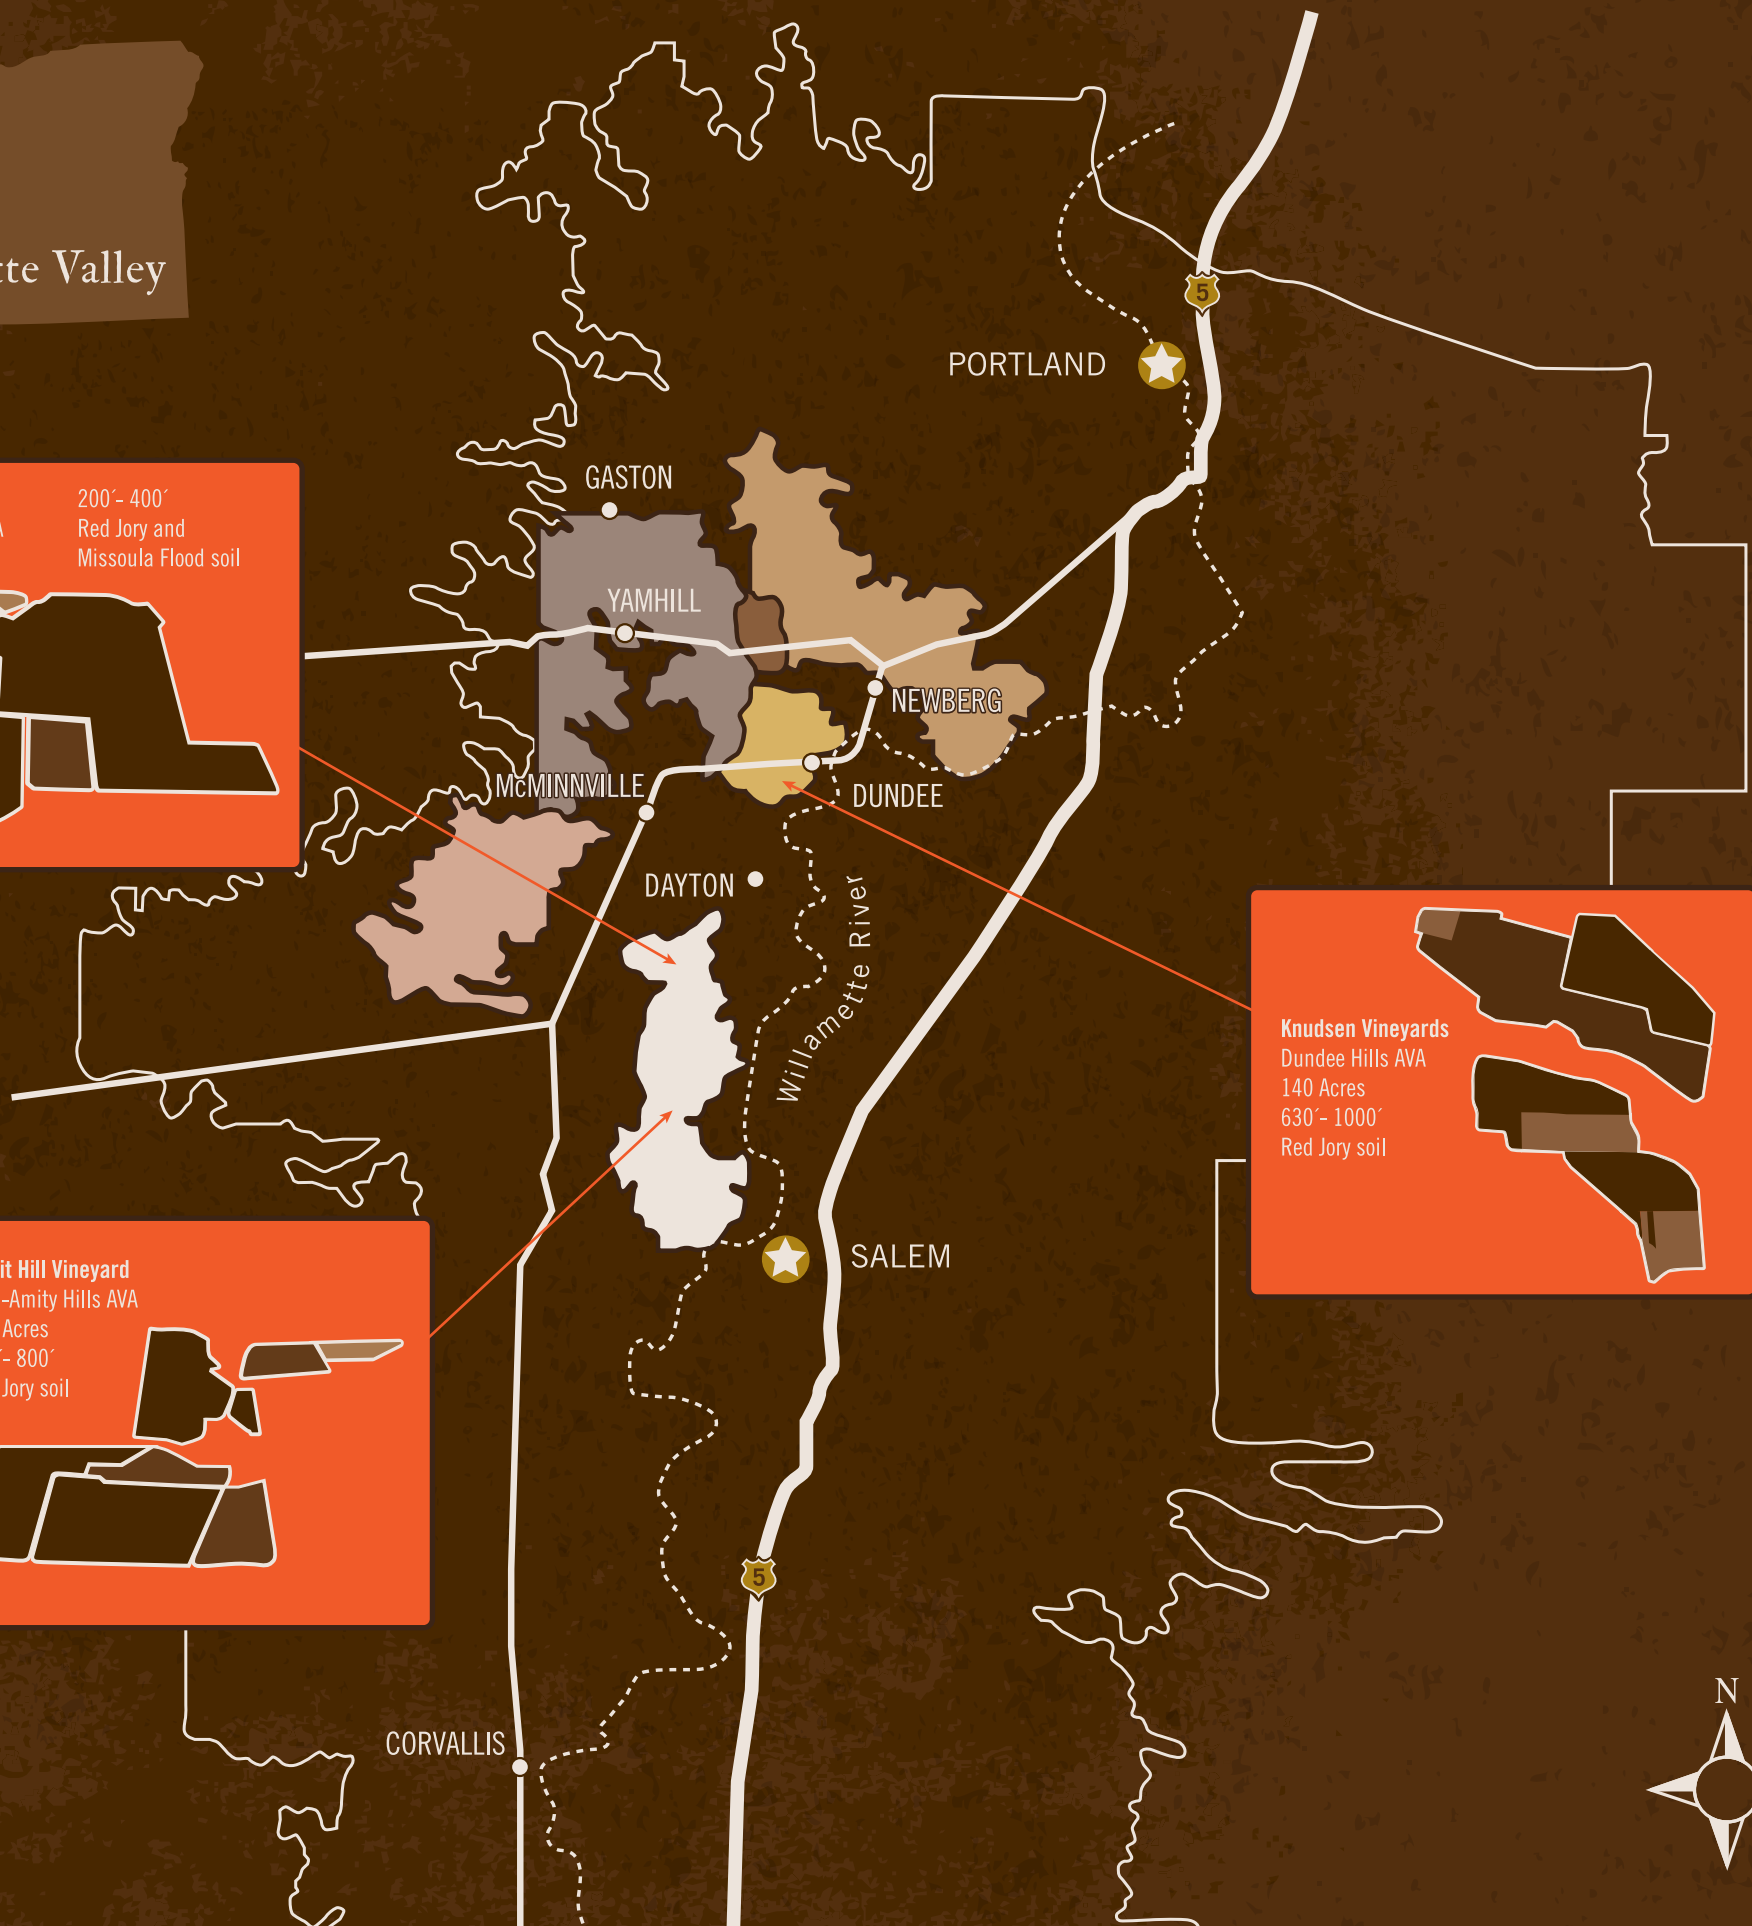 Valley
5
PORTLAND
GASTON
200´- 400´
Red Jory and
Missoula Flood soil
YAMHILL
NEWBERG
McMINNVILLE
DUNDEE
DAYTON
Willamette River
Knudsen Vineyards
Dundee Hills AVA
140 Acres
630´- 1000´
Red Jory soil
SALEM
Hill Vineyard
-Amity Hills AVA
Acres
- 800´
Jory soil
5
N
CORVALLIS